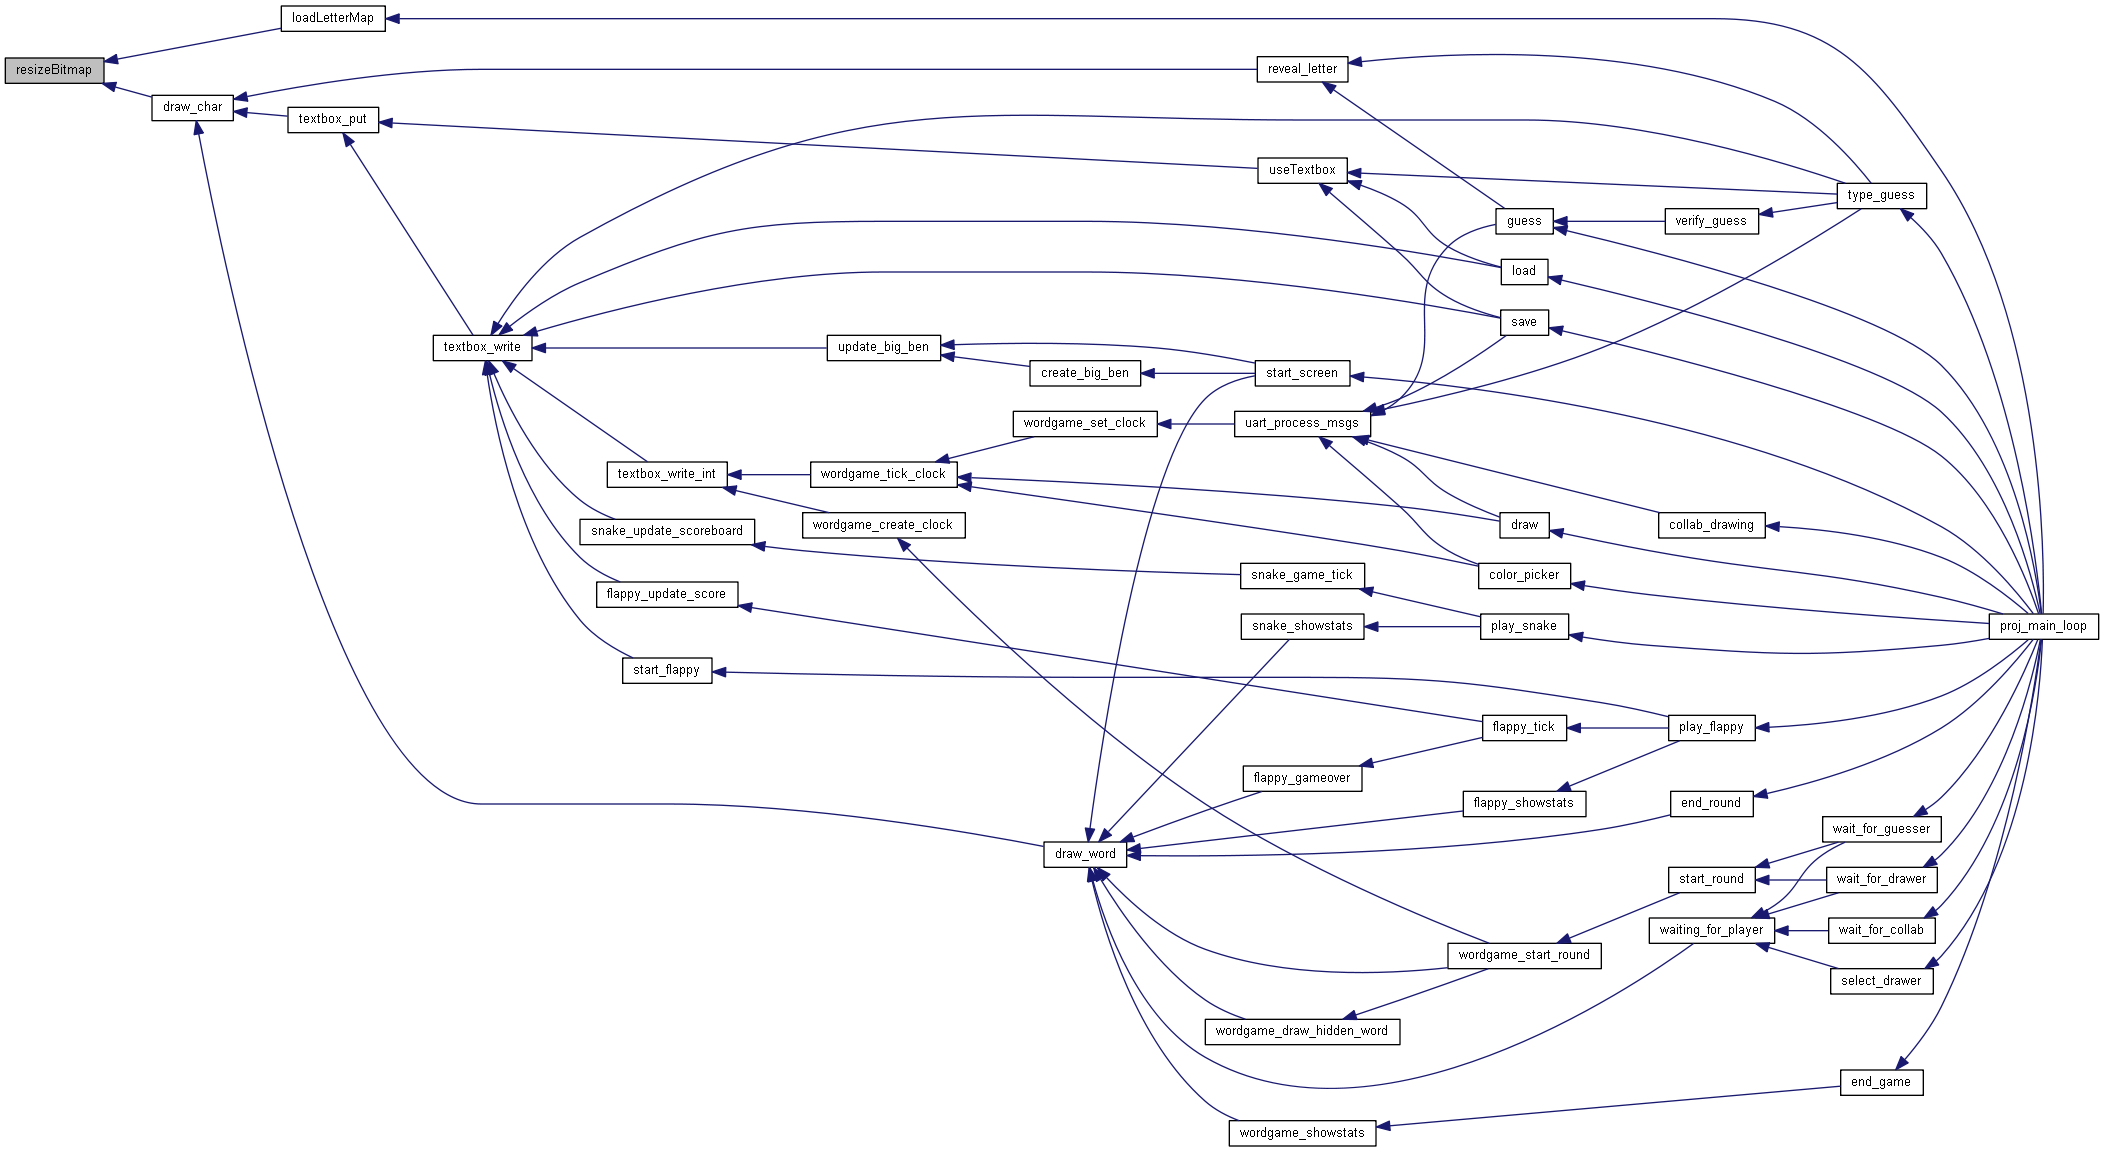 loadLetterMap
resizeBitmap
reveal_letter
draw_char
textbox_put
useTextbox
type_guess
guess
verify_guess
load
save
textbox_write
update_big_ben
create_big_ben
start_screen
wordgame_set_clock
uart_process_msgs
textbox_write_int
wordgame_tick_clock
wordgame_create_clock
draw
collab_drawing
snake_update_scoreboard
snake_game_tick
color_picker
flappy_update_score
snake_showstats
play_snake
proj_main_loop
start_flappy
flappy_tick
play_flappy
flappy_gameover
flappy_showstats
end_round
wait_for_guesser
draw_word
start_round
wait_for_drawer
waiting_for_player
wait_for_collab
wordgame_start_round
select_drawer
wordgame_draw_hidden_word
end_game
wordgame_showstats